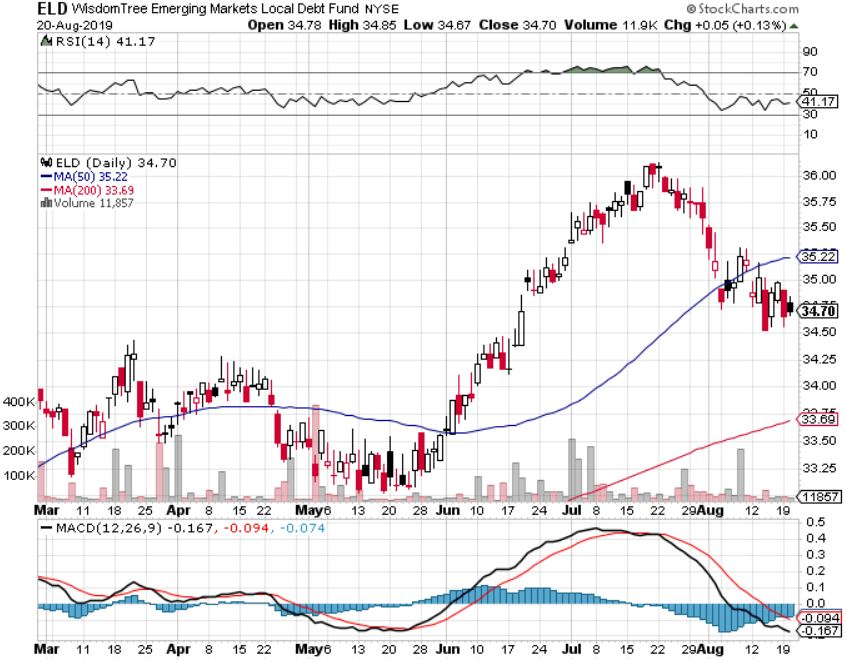 ELD WisdomTree Emerging Markets Local Debt Fund NYSE © StockCharts.com
20-Aug-2019 Open 34.78 High 34.85 Low 34.67 Close 34.70 Volume 11.9K Chg +0.05 (+0.13%)
RSI(14) 41.17
90
70
50
41.17
30
10
ELD (Daily) 34.70
MA(50) 35.22
MA(200) 33.69
Volume 11,857
36.00
35.75
35.50
35.22
35.00
34.70
34.50
34.25
34.00
33.69
33.50
33.25
11857
400K
300K
200K
100K
Mar 11 18 25 Apr 8 15 22 May 6 13 20 28 Jun 10 17 24 Jul 8 15 22 29 Aug 12 19
MACD(12,26,9) -0.167, -0.094, -0.074
0.5
0.4
0.3
0.2
0.1
0.0
-0.094
-0.167
Mar 11 18 25 Apr 8 15 22 May 6 13 20 28 Jun 10 17 24 Jul 8 15 22 29 Aug 12 19